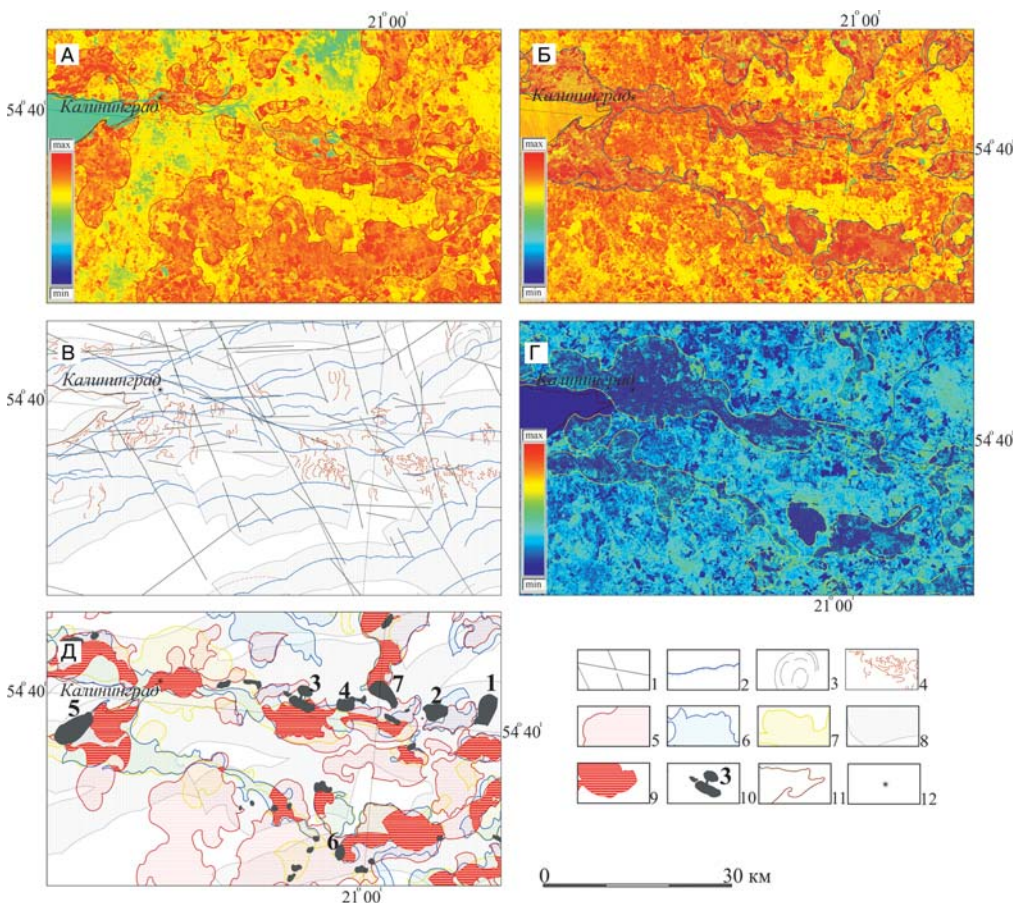 21°00'
21°00'
А
Б
Калининград
Калининград
54°40'
54°40'
max
min
max
min
В
Г
Калининград
Калининград
54°40'
54°40'
max
min
21°00'
Д
Калининград
54°40'
54°40'
1
2
3
4
5
6
7
21°00'
1
2
3
4
5
6
7
8
9
3
10
11
12
0
30 км